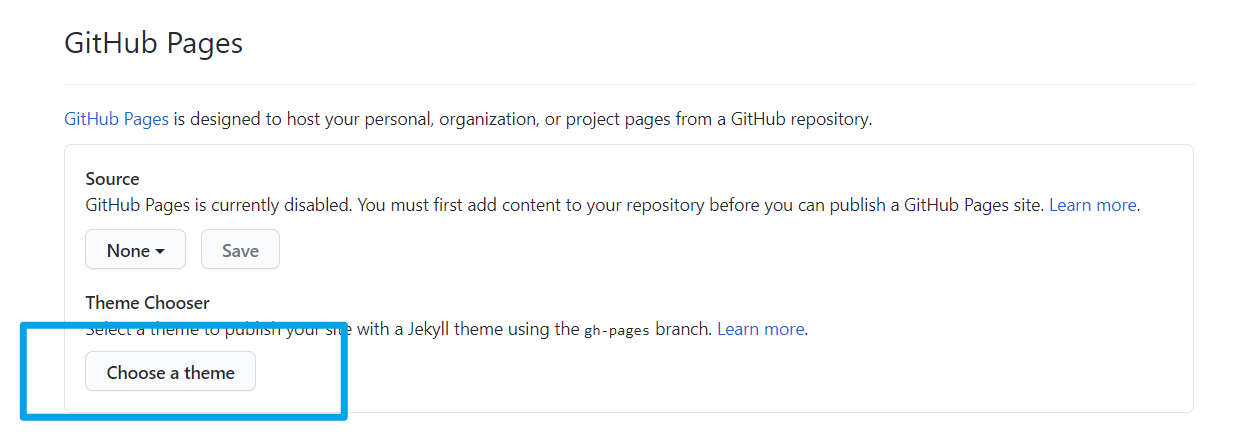 GitHub Pages
GitHub Pages is designed to host your personal, organization, or project pages from a GitHub repository.
Source
GitHub Pages is currently disabled. You must first add content to your repository before you can publish a GitHub Pages site. Learn more.
None Save
Theme Chooser
Select a theme to publish your site with a Jekyll theme using the gh-pages branch. Learn more.
Choose a theme